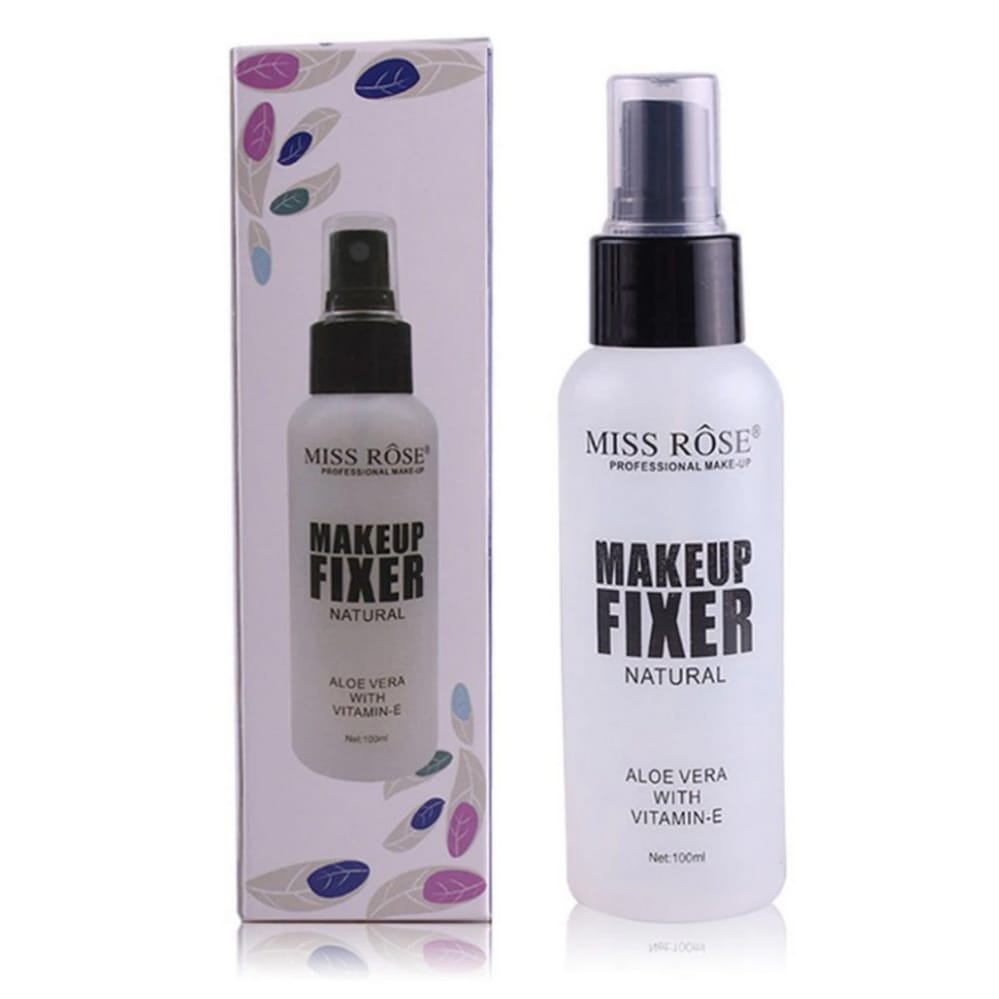 MISS RÔSE®
PROFESSIONAL MAKE-UP
MAKEUP
FIXER
NATURAL
ALOE VERA
WITH
VITAMIN-E
Net:100ml
MISS RÔSE®
PROFESSIONAL MAKE-UP
MAKEUP
FIXER
NATURAL
ALOE VERA
WITH
VITAMIN-E
Net:100ml